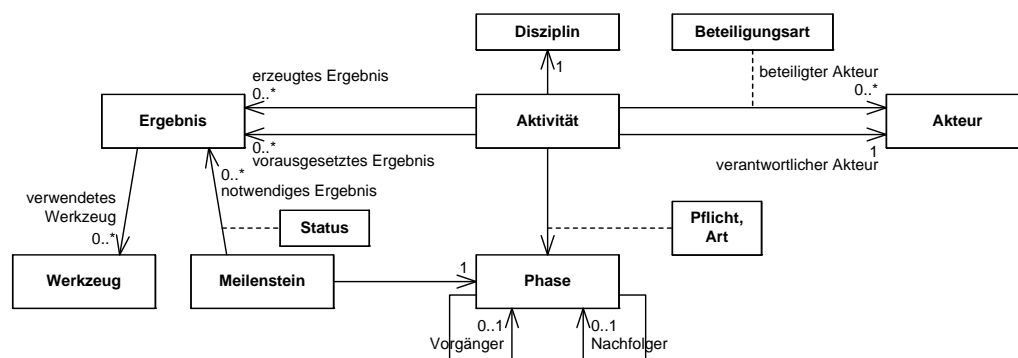 Disziplin
Beteiligungsart
1
erzeugtes Ergebnis
0..*
beteiligter Akteur
0..*
Ergebnis
Aktivität
Akteur
0..*
vorausgesetztes Ergebnis
1
verantwortlicher Akteur
0..*
notwendiges Ergebnis
verwendetes
Werkzeug
0..*
Status
Pflicht,
Art
Werkzeug
Meilenstein
1
Phase
0..1
Vorgänger
0..1
Nachfolger